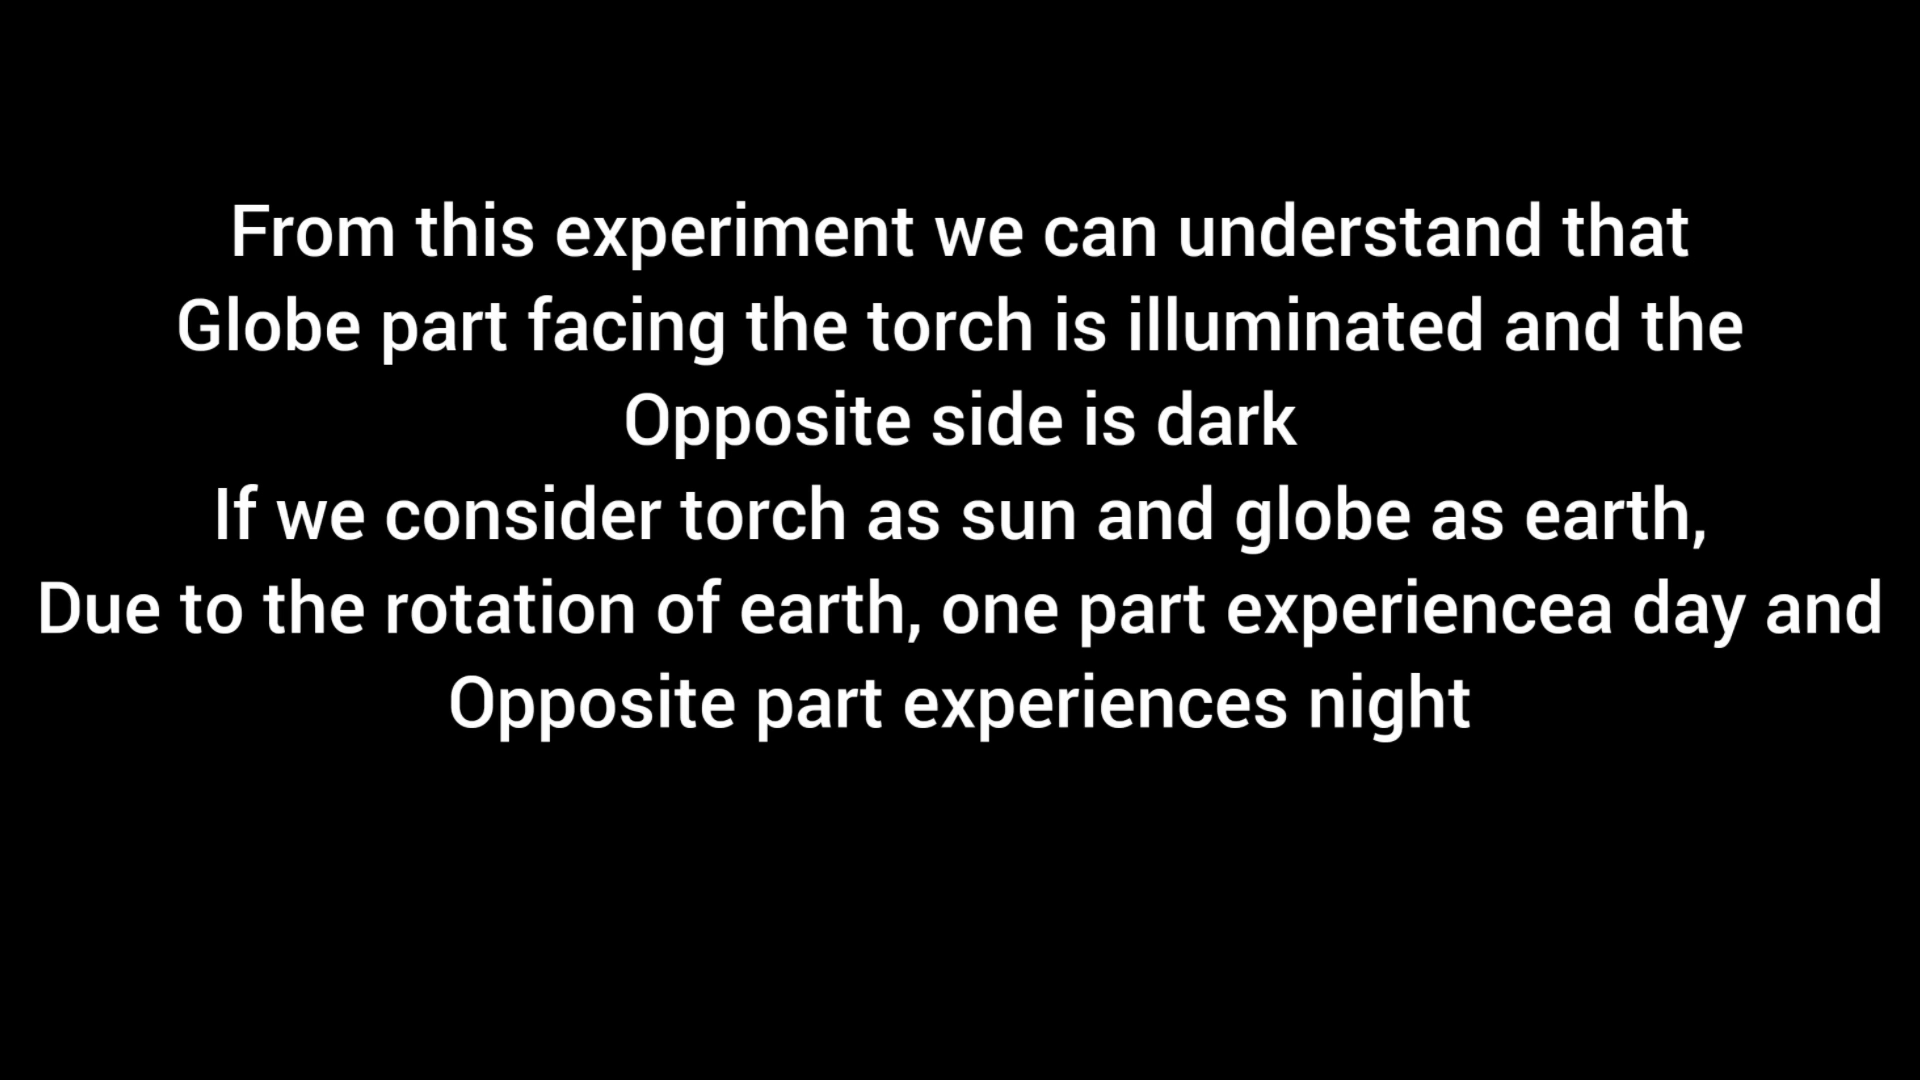 From this experiment we can understand that
Globe part facing the torch is illuminated and the
Opposite side is dark
If we consider torch as sun and globe as earth,
Due to the rotation of earth, one part experiencea day and
Opposite part experiences night